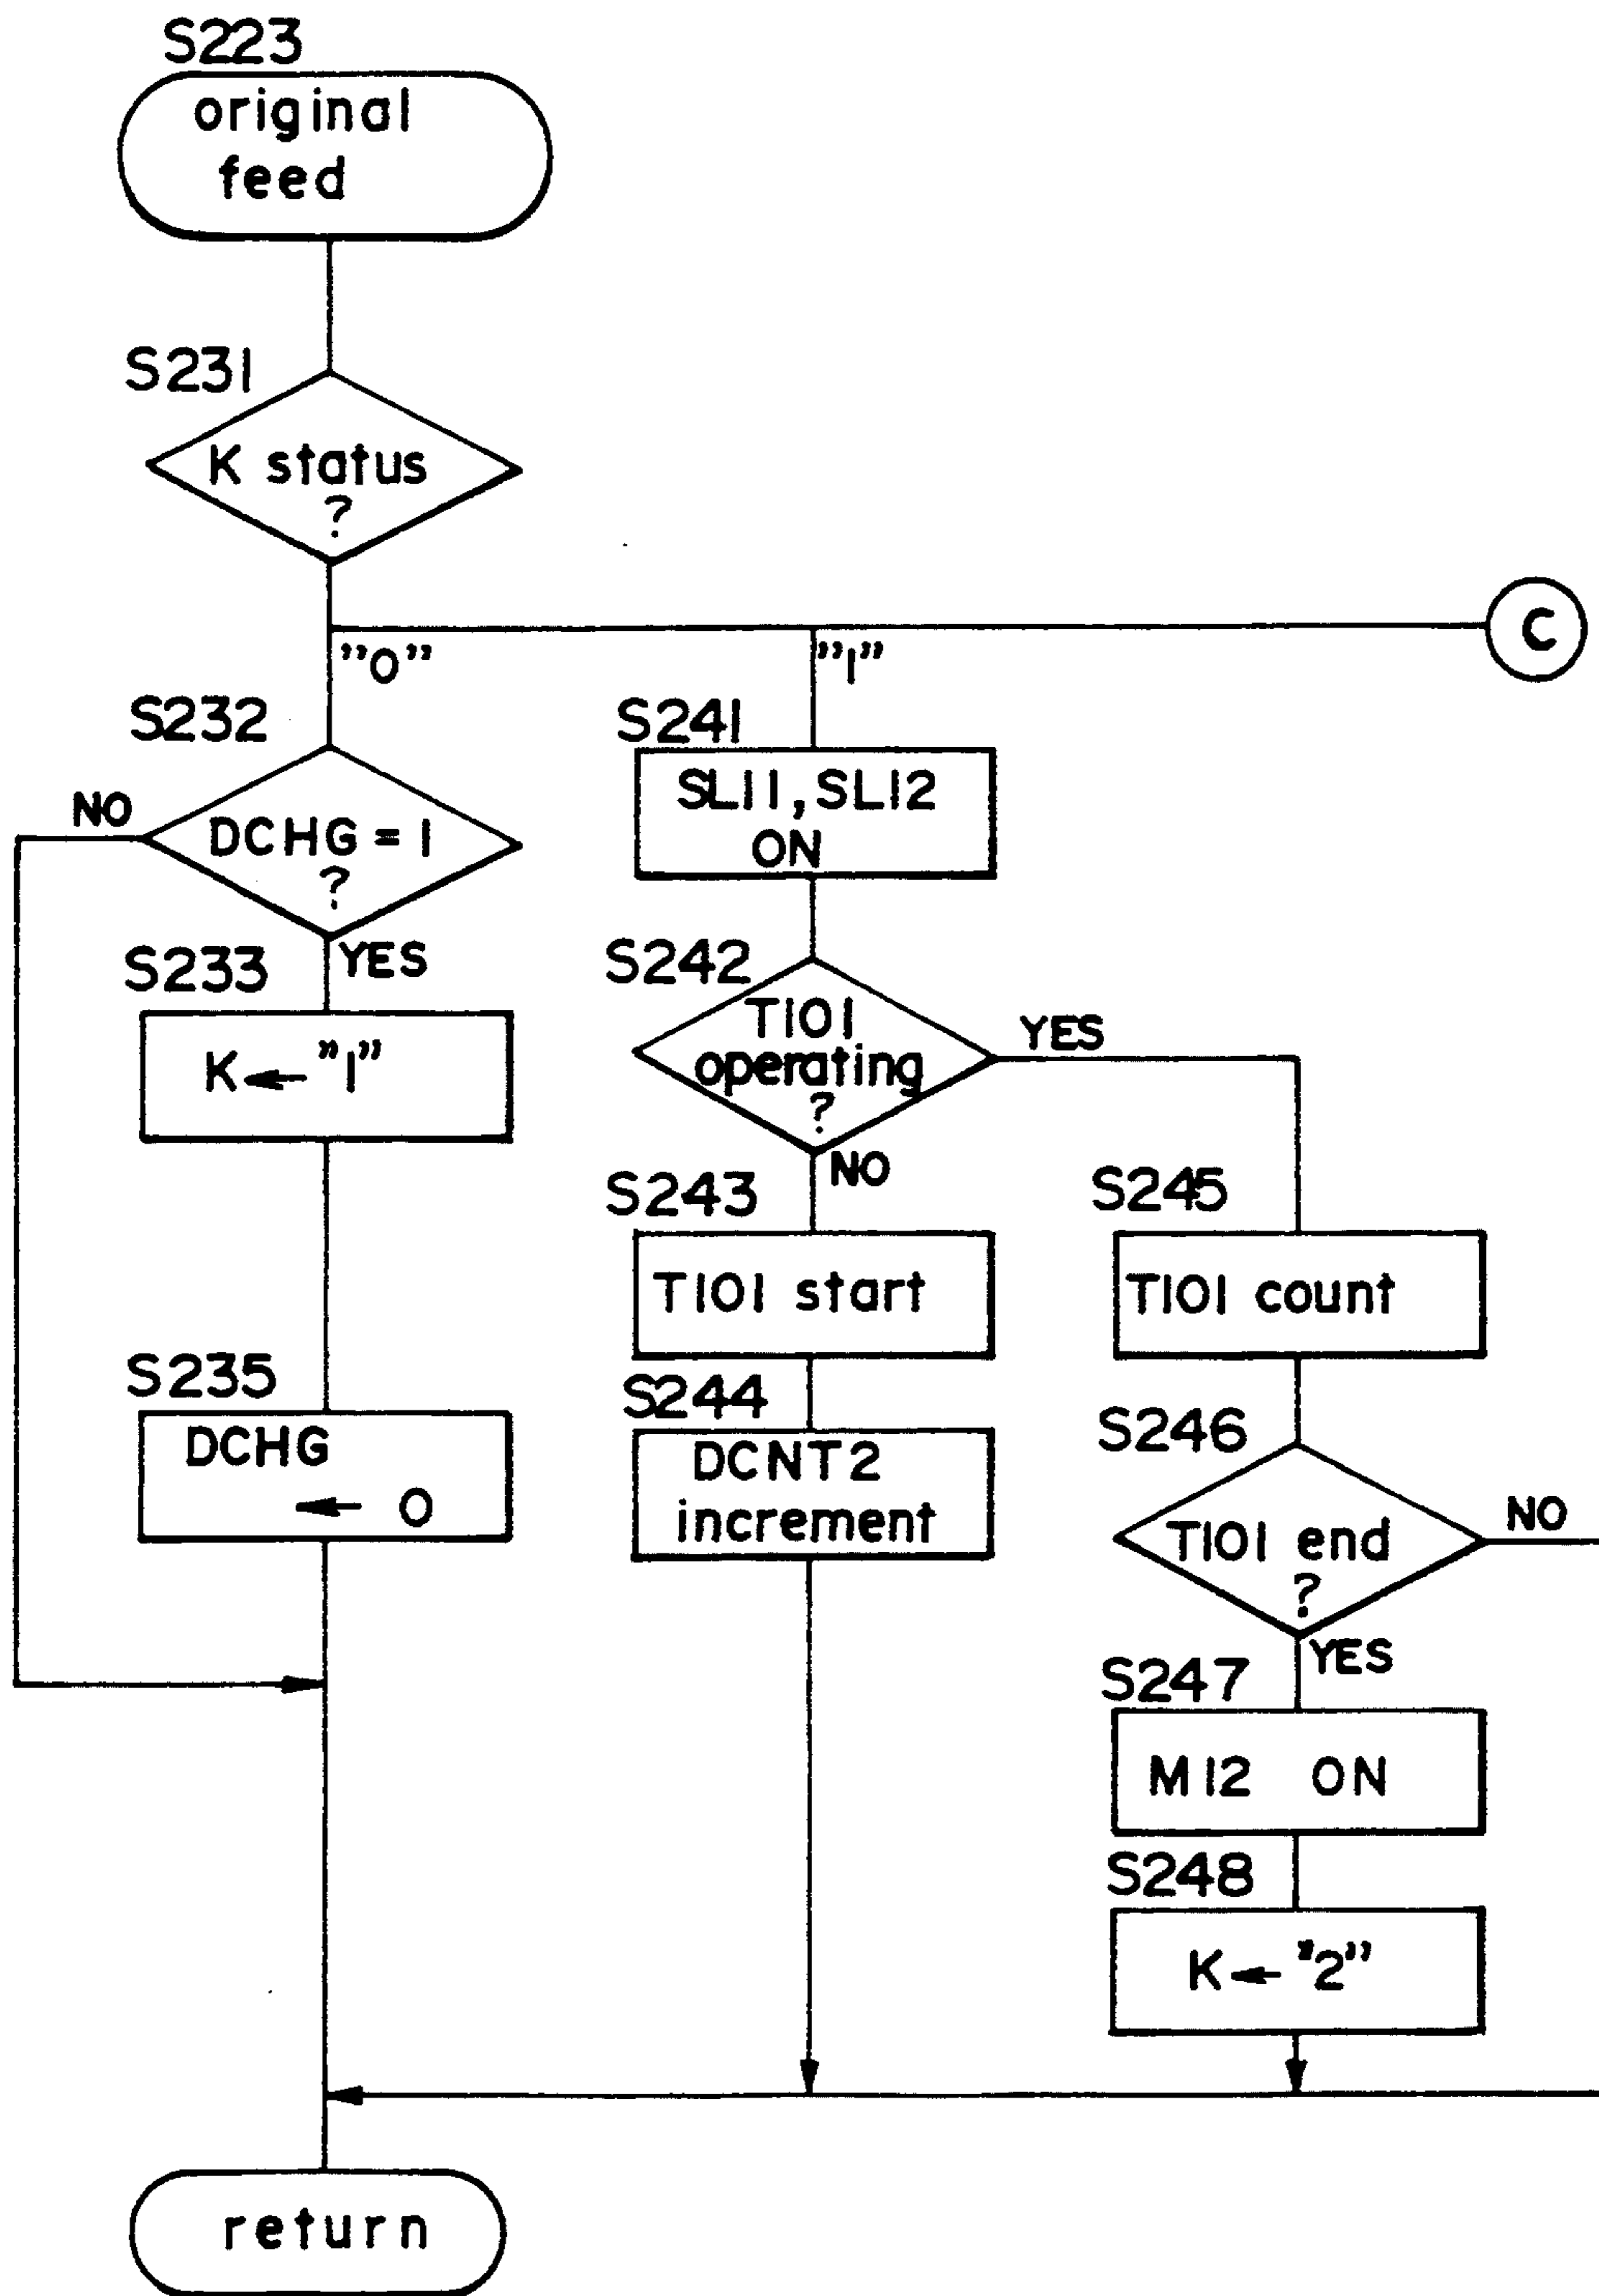 S223
original
feed
S231
K status
?
C
"0"
"1"
S232
NO
DCHG = 1
?
YES
S233
K ← "1"
S235
DCHG
← 0
S241
SL11, SL12
ON
S242
T101
operating
?
YES
NO
S243
T101 start
S244
DCNT2
increment
S245
T101 count
S246
T101 end
?
NO
YES
S247
M12 ON
S248
K ← "2"
return